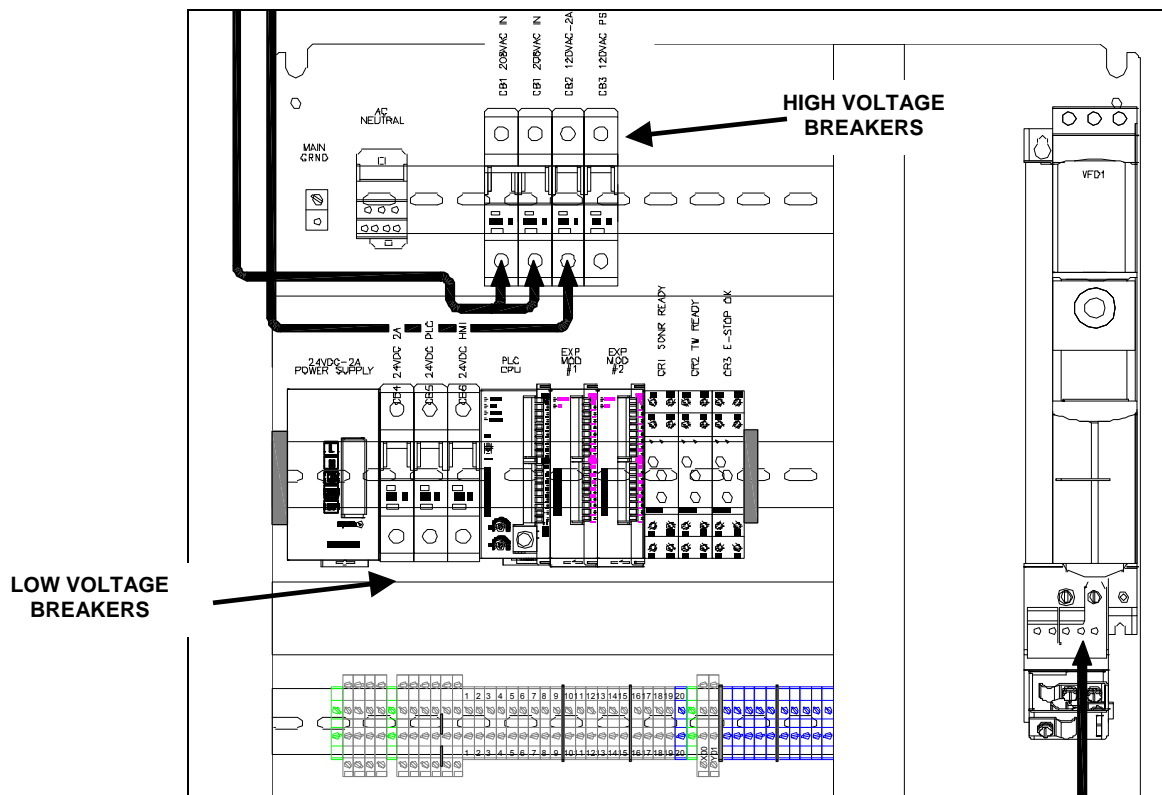 CB1 208VAC IN
CB1 208VAC IN
CB2 120VAC-2A
CB3 120VAC PS
HIGH VOLTAGE
BREAKERS
AC
NEUTRAL
MAIN
GRND
VFD1
24VDC-2A
POWER SUPPLY
CB4 24VDC 2A
CB5 24VDC PLC
CB6 24VDC HMI
PLC
CPU
EXP
MOD
#1
EXP
MOD
#2
CR1 SDNR READY
CR2 TW READY
CR3 E-STOP OK
LOW VOLTAGE
BREAKERS
1 2 3 4 5 6 7 8 9 10 11 12 13 14 15 16 17 18 19 20
1 2 3 4 5 6 7 8 9 10 11 12 13 14 15 16 17 18 19 20